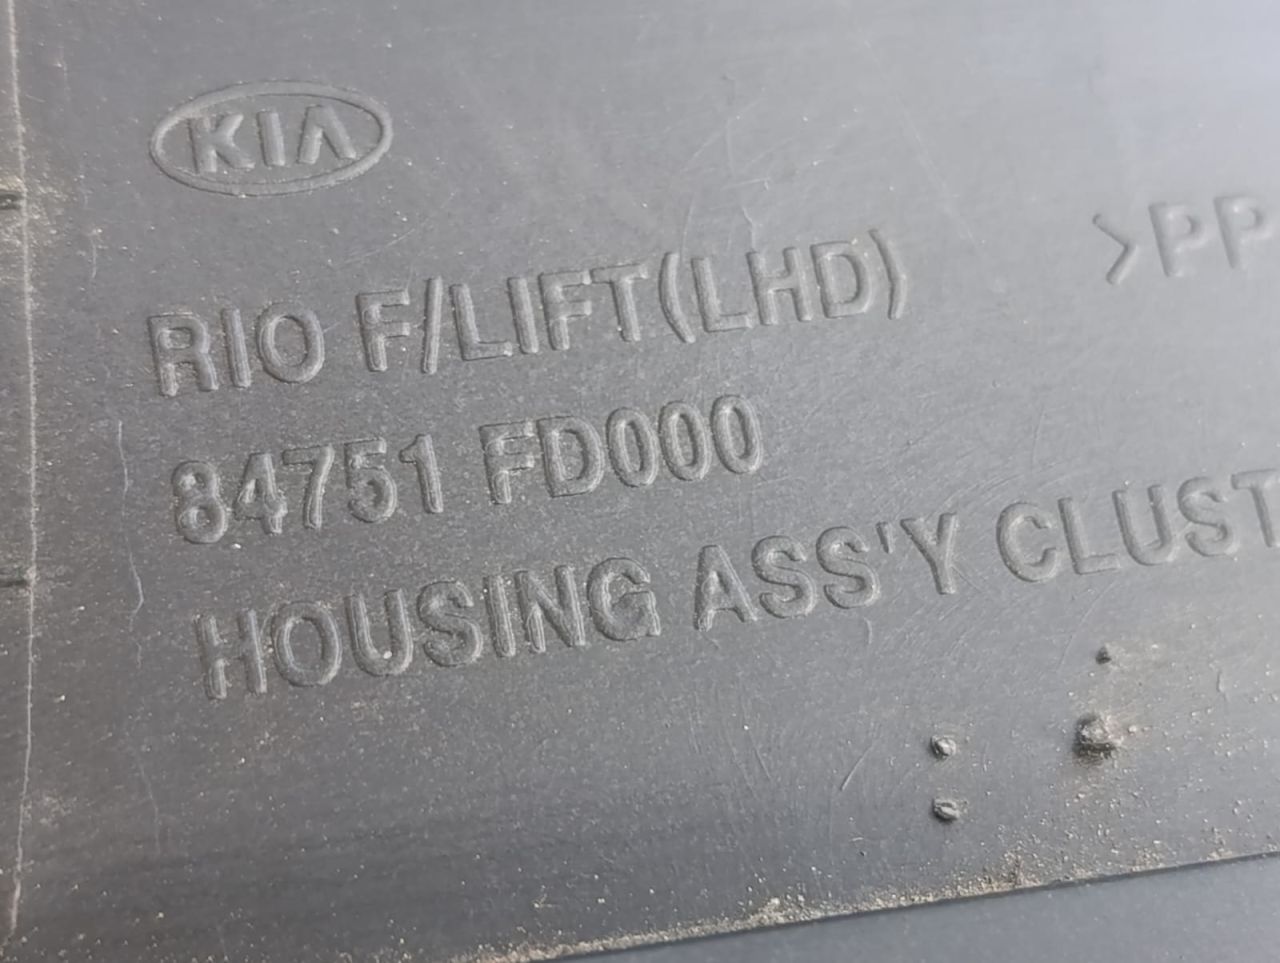 KIA
RIO F/LIFT(LHD)
>PP
84751 FD000
HOUSING ASS'Y CLUST